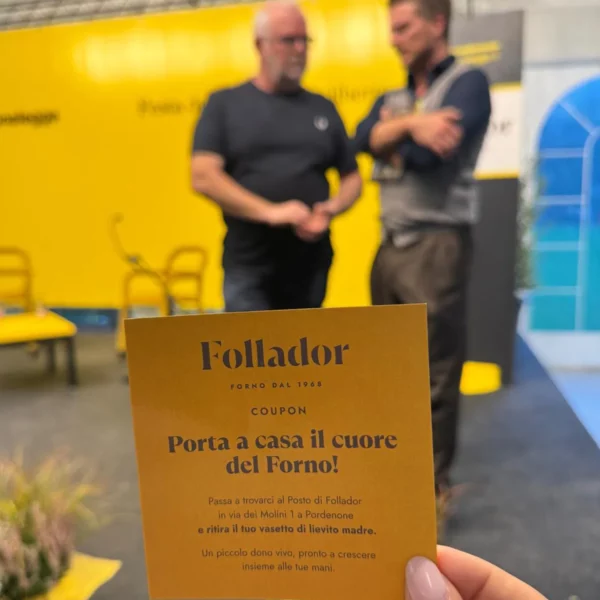 Follador
FORNO DAL 1968
COUPON
Porta a casa il cuore
del Forno!
Passa a trovarci al Posto di Follador
in via dei Molini 1 a Pordenone
e ritira il tuo vasetto di lievito madre.
Un piccolo dono vivo, pronto a crescere
insieme alle tue mani.